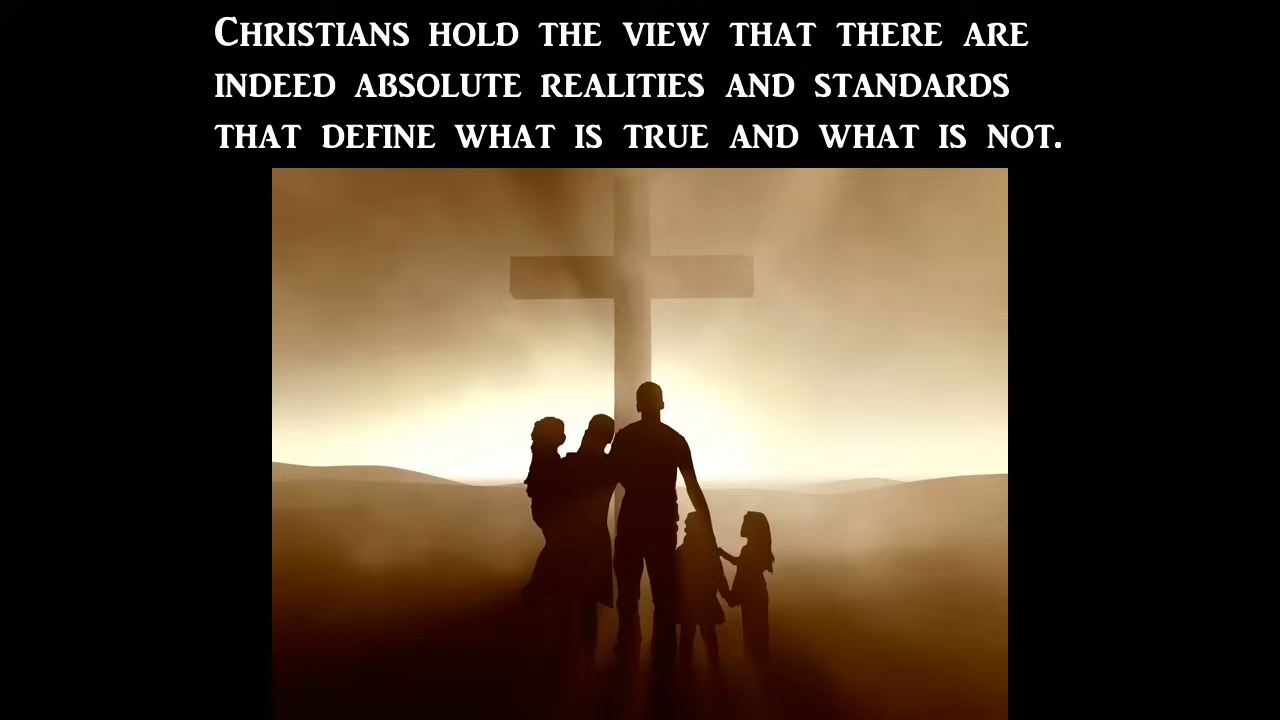 Christians hold the view that there are
indeed absolute realities and standards
that define what is true and what is not.